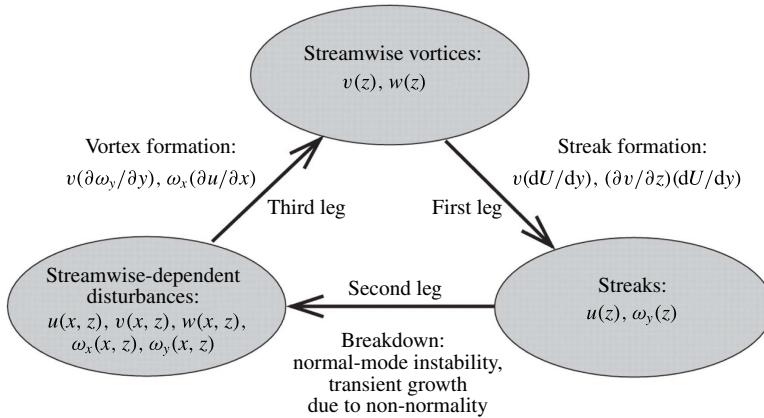 Streamwise vortices:
v(z), w(z)
Vortex formation:
v(∂ω_y/∂y), ω_x(∂u/∂x)
Streak formation:
v(dU/dy), (∂v/∂z)(dU/dy)
Third leg
First leg
Streamwise-dependent
disturbances:
u(x, z), v(x, z), w(x, z),
ω_x(x, z), ω_y(x, z)
Second leg
Streaks:
u(z), ω_y(z)
Breakdown:
normal-mode instability,
transient growth
due to non-normality